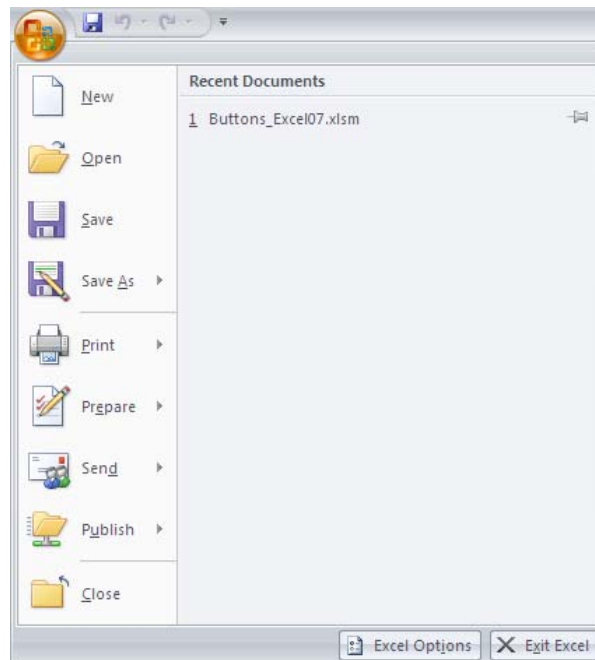 Recent Documents
New
1 Buttons_Excel07.xlsm
Open
Save
Save As
Print
Prepare
Send
Publish
Close
Excel Options
Exit Excel